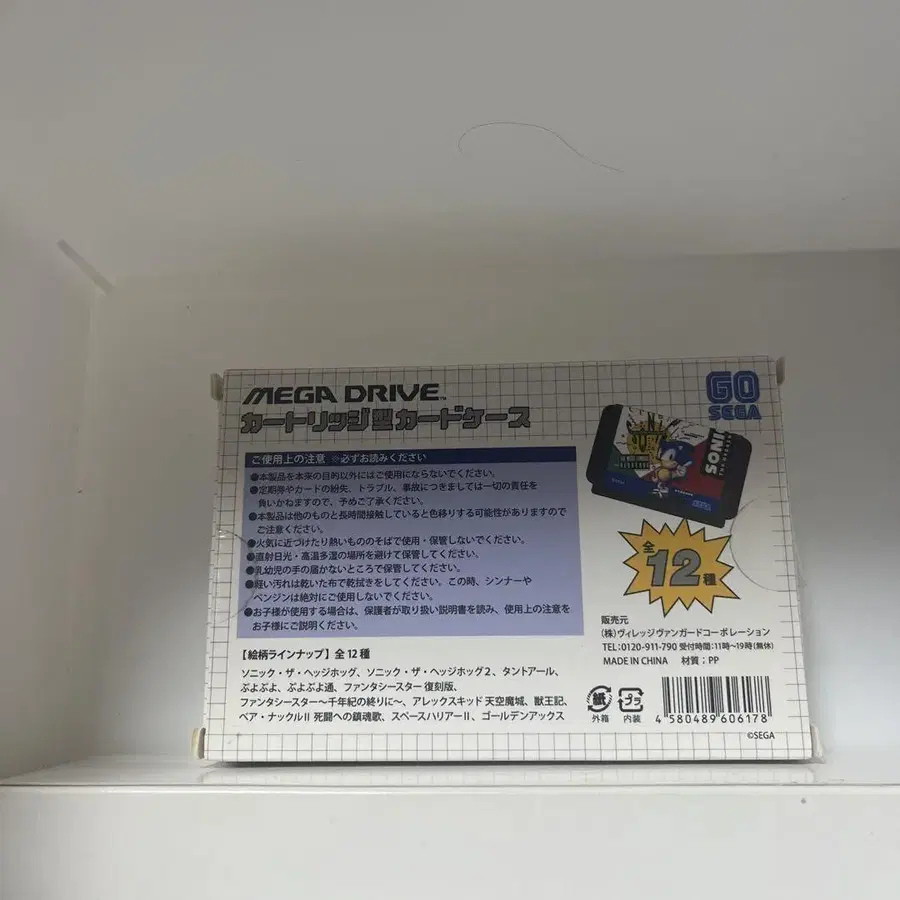 MEGA DRIVE™
カートリッジ型カードケース
GO
SEGA
ご使用上の注意 ※必ずお読みください
●本製品を本来の目的以外にはご使用にならないでください。
●定期券やカードの紛失、トラブル、事故につきましては一切の責任を
負いかねますので、予めご了承ください。
●本製品は他のものと長時間接触していると色移りする可能性がありますので
ご注意ください。
●火気に近づけたり熱いもののそばで使用・保管しないでください。
●直射日光・高温多湿の場所を避けて保管してください。
●乳幼児の手の届かないところで保管してください。
●軽い汚れは乾いた布で乾拭きをしてください。この時、シンナーや
ベンジンは絶対にご使用しないでください。
●お子様が使用する場合は、保護者が取り扱い説明書を読み、使用上の注意を
お子様にご説明ください。
SONIC
SEGA
全12種
【絵柄ラインナップ】全12種
ソニック・ザ・ヘッジホッグ、ソニック・ザ・ヘッジホッグ2、タントアール、
ぷよぷよ、ぷよぷよ通、ファンタシースター 復刻版、
ファンタシースター〜千年紀の終りに〜、アレックスキッド 天空魔城、獣王記、
ベア・ナックルII 死闘への鎮魂歌、スペースハリアーII、ゴールデンアックス
販売元
(株)ヴィレッジヴァンガードコーポレーション
TEL:0120-911-790 受付時間:11時〜19時(無休)
MADE IN CHINA 材質:PP
紙 プラ
外箱 内装
4 580489 606178
©SEGA